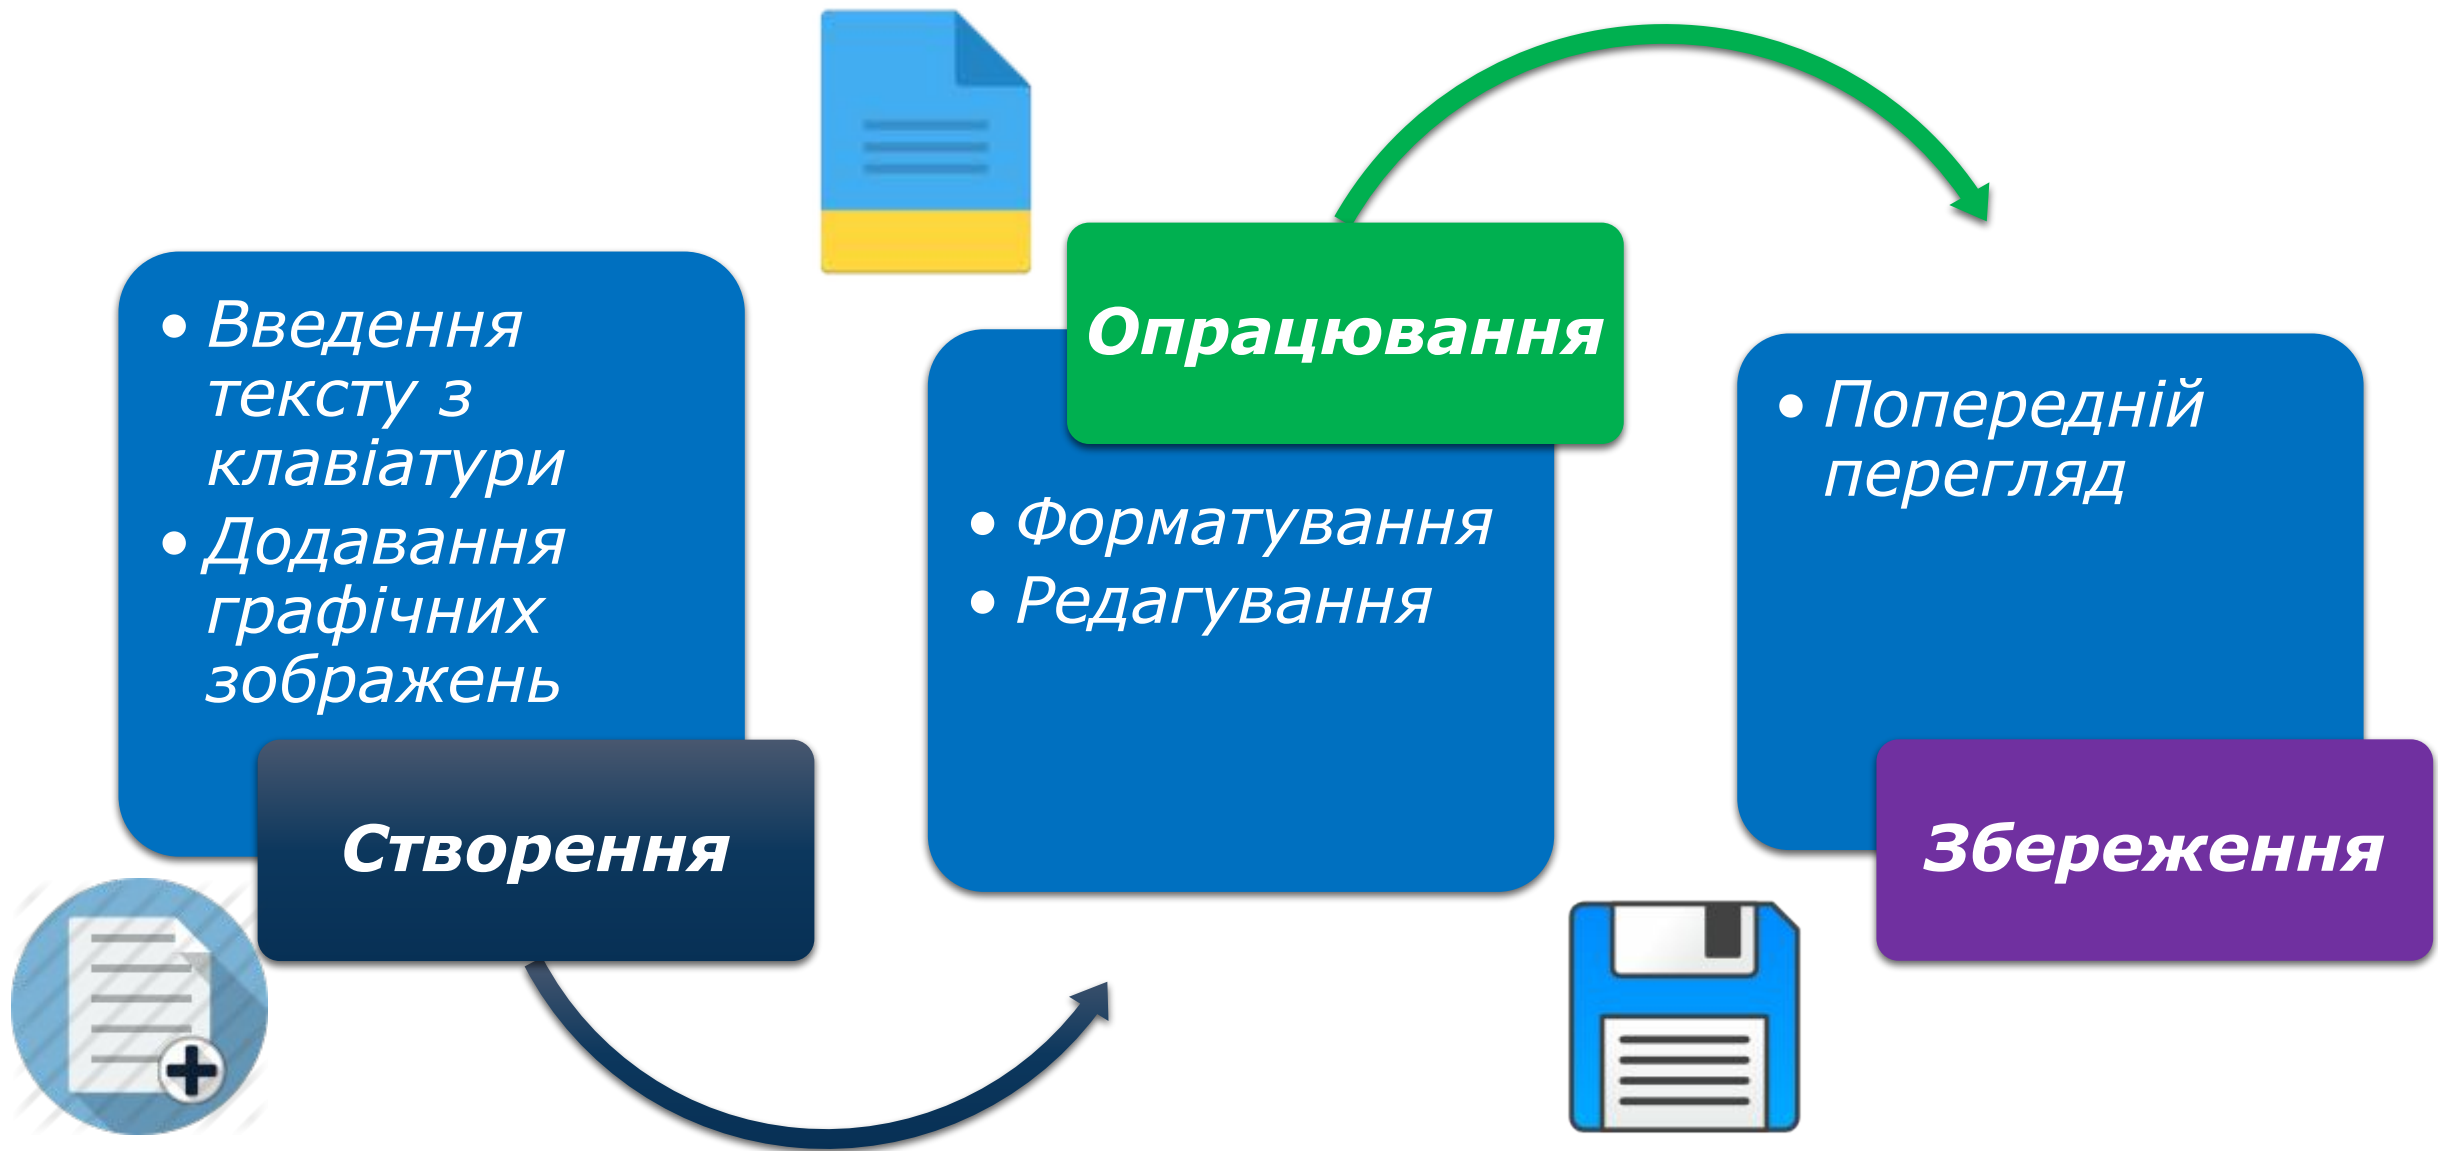 • Введення
тексту з
клавіатури
• Додавання
графічних
зображень
Створення
Опрацювання
• Форматування
• Редагування
• Попередній
перегляд
Збереження